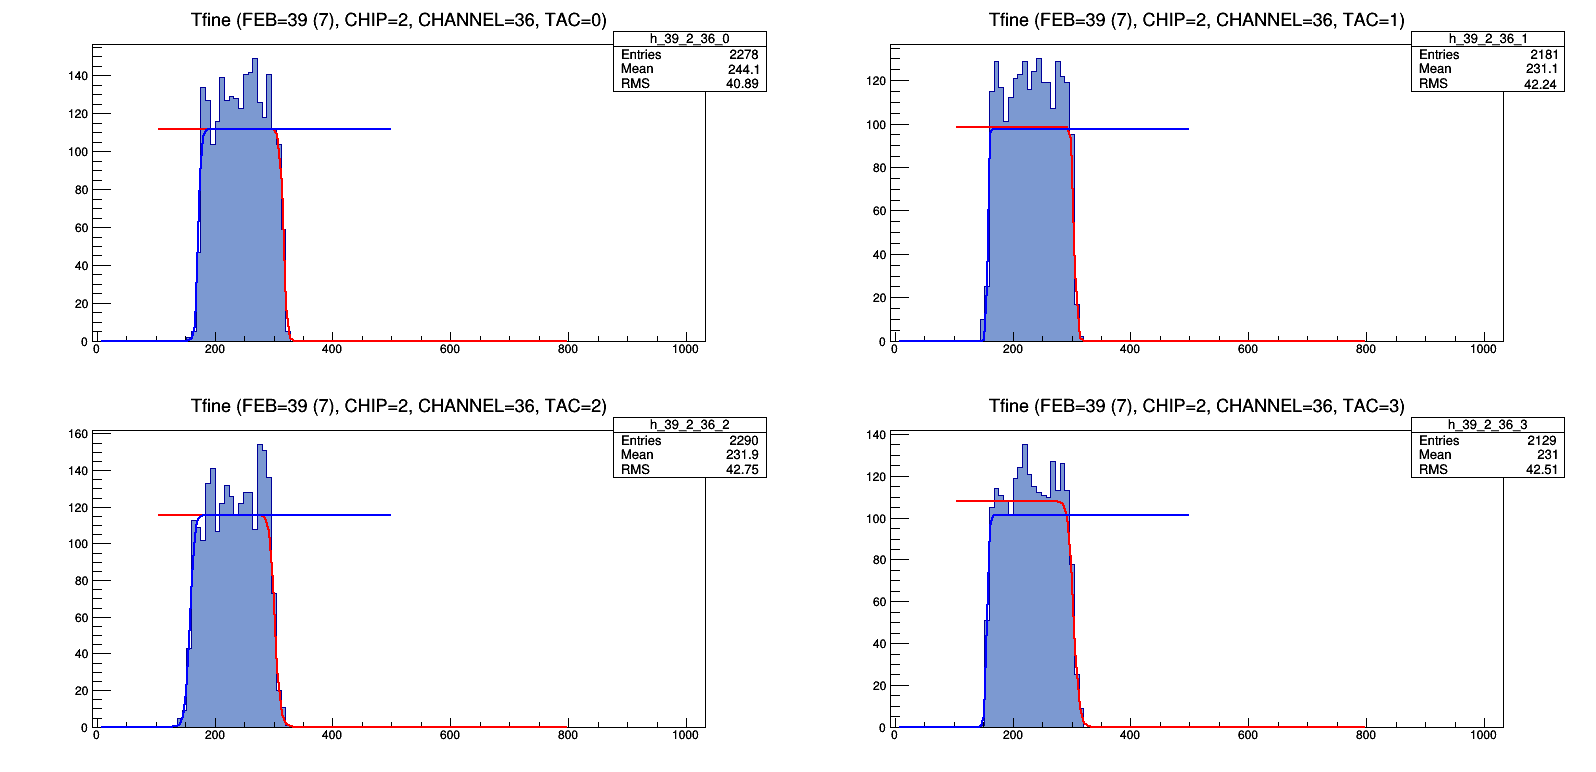 Tfine (FEB=39 (7), CHIP=2, CHANNEL=36, TAC=0)
h_39_2_36_0
Entries 2278
Mean 244.1
RMS 40.89
140
120
100
80
60
40
20
0
0 200 400 600 800 1000
Tfine (FEB=39 (7), CHIP=2, CHANNEL=36, TAC=1)
h_39_2_36_1
Entries 2181
Mean 231.1
RMS 42.24
120
100
80
60
40
20
0
0 200 400 600 800 1000
Tfine (FEB=39 (7), CHIP=2, CHANNEL=36, TAC=2)
h_39_2_36_2
Entries 2290
Mean 231.9
RMS 42.75
160
140
120
100
80
60
40
20
0
0 200 400 600 800 1000
Tfine (FEB=39 (7), CHIP=2, CHANNEL=36, TAC=3)
h_39_2_36_3
Entries 2129
Mean 231
RMS 42.51
140
120
100
80
60
40
20
0
0 200 400 600 800 1000